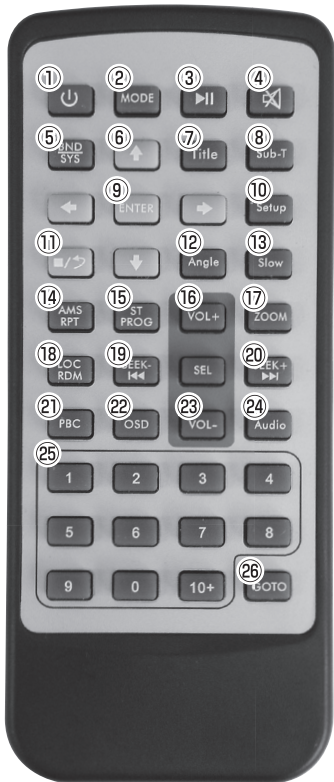 ① ② ③ ④
MODE
⑤ ⑥ ⑦ ⑧
BND Title Sub-T
SYS
⑨ ⑩
ENTER Setup
⑪ ⑫ ⑬
Angle Slow
⑭ ⑮ ⑯ ⑰
AMS ST VOL+ ZOOM
RPT PROG
⑱ ⑲ ⑳
LOC SEEK- SEL SEEK+
RDM
㉑ ㉒ ㉓ ㉔
PBC OSD VOL- Audio
㉕
1 2 3 4
5 6 7 8
㉖
9 0 10+ GOTO